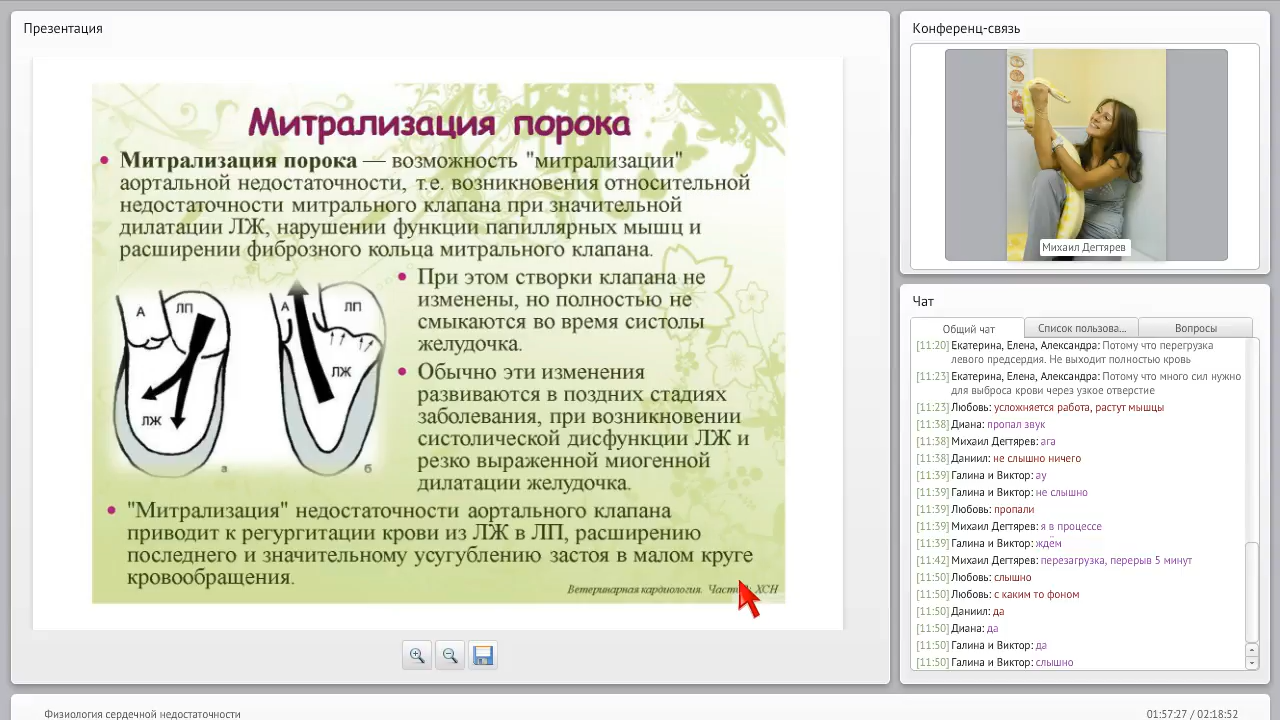 Презентация
Митрализация порока
Митрализация порока — возможность "митрализации"
аортальной недостаточности, т.е. возникновения относительной
недостаточности митрального клапана при значительной
дилатации ЛЖ, нарушении функции папиллярных мышц и
расширении фиброзного кольца митрального клапана.
При этом створки клапана не
изменены, но полностью не
смыкаются во время систолы
желудочка.
Обычно эти изменения
развиваются в поздних стадиях
заболевания, при возникновении
систолической дисфункции ЛЖ и
резко выраженной миогенной
дилатации желудочка.
А
ЛП
ЛЖ
а
А
ЛП
ЛЖ
б
"Митрализация" недостаточности аортального клапана
приводит к регургитации крови из ЛЖ в ЛП, расширению
последнего и значительному усугублению застоя в малом круге
кровообращения.
Ветеринарная кардиология. ХСН
Конференц-связь
Михаил Дегтярев
Чат
Общий чат
Список пользова...
Вопросы
[11:20] Екатерина, Елена, Александра: Потому что перегрузка
левого предсердия. Не выходит полностью кровь
[11:23] Екатерина, Елена, Александра: Потому что много сил нужно
для выброса крови через узкое отверстие
[11:23] Любовь: усложняется работа, растут мышцы
[11:38] Диана: пропал звук
[11:38] Михаил Дегтярев: ага
[11:38] Даниил: не слышно ничего
[11:39] Галина и Виктор: ау
[11:39] Галина и Виктор: не слышно
[11:39] Любовь: пропали
[11:39] Михаил Дегтярев: я в процессе
[11:39] Галина и Виктор: ждём
[11:42] Михаил Дегтярев: перезагрузка, перерыв 5 минут
[11:50] Любовь: слышно
[11:50] Любовь: с каким то фоном
[11:50] Даниил: да
[11:50] Диана: да
[11:50] Галина и Виктор: да
[11:50] Галина и Виктор: слышно
Физиология сердечной недостаточности
01:57:27 / 02:18:52